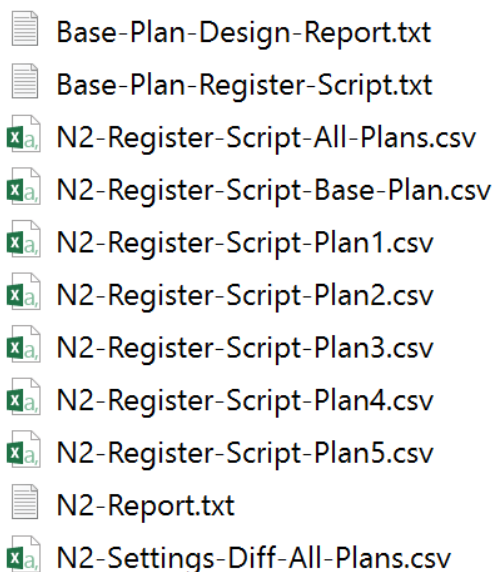 Base-Plan-Design-Report.txt
Base-Plan-Register-Script.txt
N2-Register-Script-All-Plans.csv
N2-Register-Script-Base-Plan.csv
N2-Register-Script-Plan1.csv
N2-Register-Script-Plan2.csv
N2-Register-Script-Plan3.csv
N2-Register-Script-Plan4.csv
N2-Register-Script-Plan5.csv
N2-Report.txt
N2-Settings-Diff-All-Plans.csv